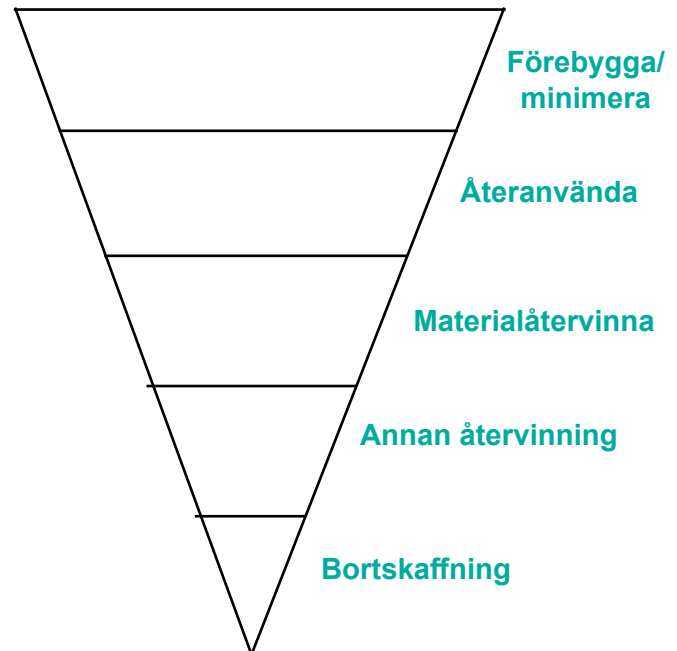 Förebygga/
minimera
Återanvända
Materialåtervinna
Annan återvinning
Bortskaffning